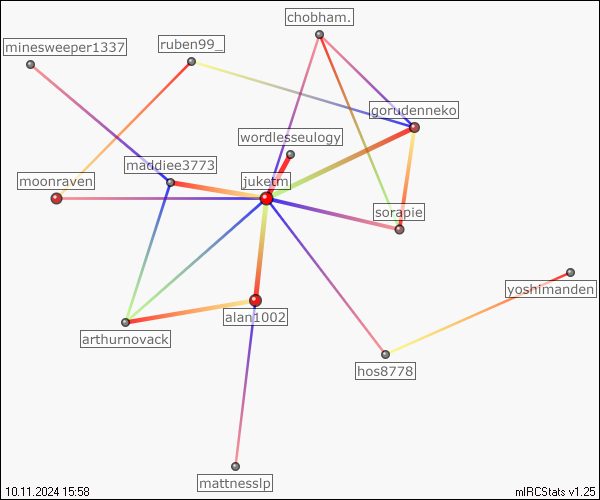 chobham.
minesweeper1337
ruben99_
gorudenneko
wordlesseulogy
maddiee3773
moonraven
juketm
sorapie
yoshimanden
alan1002
arthurnovack
hos8778
mattnesslp
10.11.2024 15:58
mIRCStats v1.25